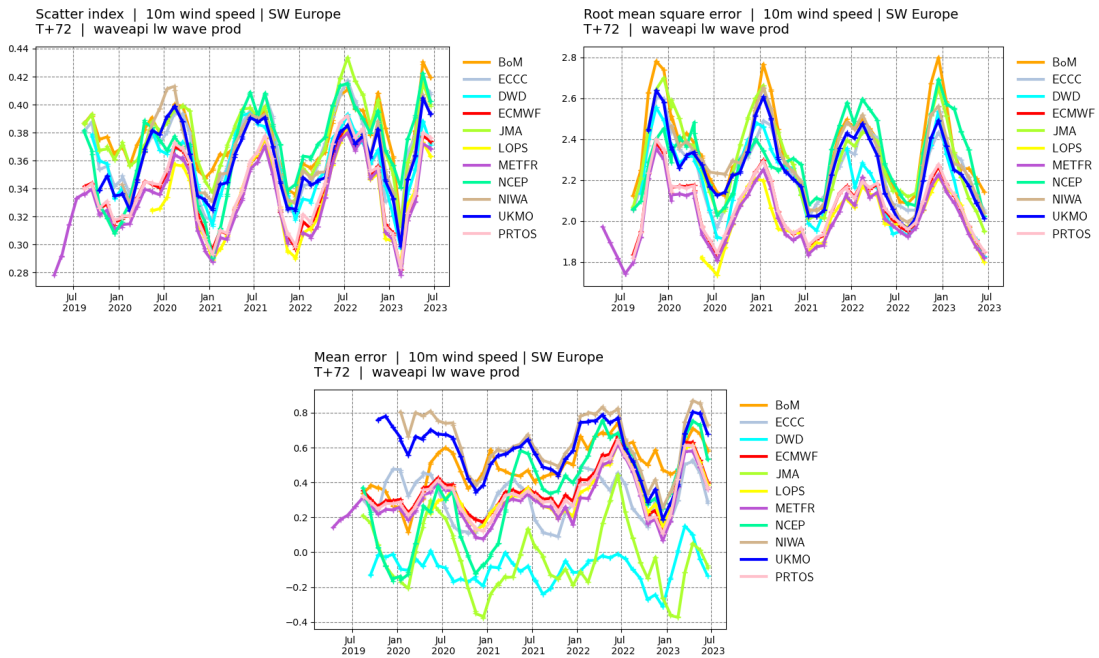 Scatter index | 10m wind speed | SW Europe
T+72 | waveapi lw wave prod
0.44
0.42
0.40
0.38
0.36
0.34
0.32
0.30
0.28
Jul 2019
Jan 2020
Jul 2020
Jan 2021
Jul 2021
Jan 2022
Jul 2022
Jan 2023
Jul 2023
BoM
ECCC
DWD
ECMWF
JMA
LOPS
METFR
NCEP
NIWA
UKMO
PRTOS
Root mean square error | 10m wind speed | SW Europe
T+72 | waveapi lw wave prod
2.8
2.6
2.4
2.2
2.0
1.8
Jul 2019
Jan 2020
Jul 2020
Jan 2021
Jul 2021
Jan 2022
Jul 2022
Jan 2023
Jul 2023
BoM
ECCC
DWD
ECMWF
JMA
LOPS
METFR
NCEP
NIWA
UKMO
PRTOS
Mean error | 10m wind speed | SW Europe
T+72 | waveapi lw wave prod
0.8
0.6
0.4
0.2
0.0
−0.2
−0.4
Jul 2019
Jan 2020
Jul 2020
Jan 2021
Jul 2021
Jan 2022
Jul 2022
Jan 2023
Jul 2023
BoM
ECCC
DWD
ECMWF
JMA
LOPS
METFR
NCEP
NIWA
UKMO
PRTOS